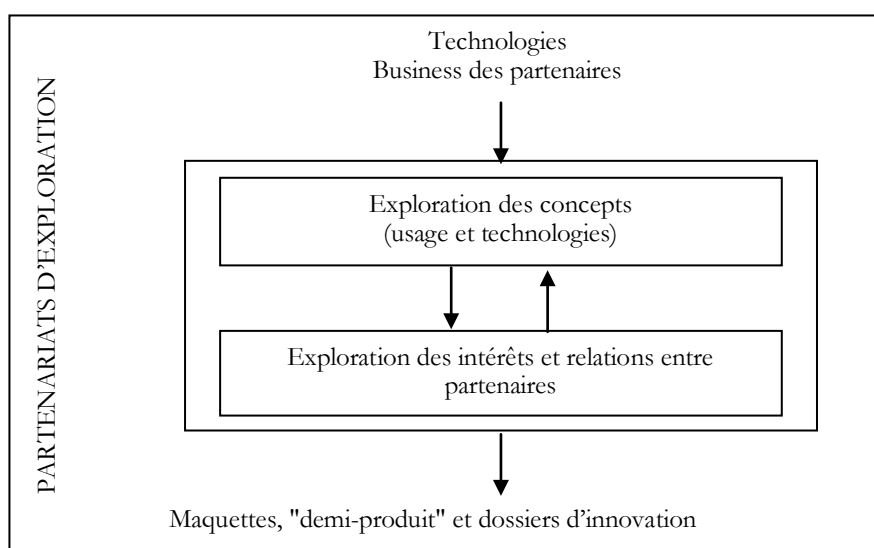 PARTENARIATS D'EXPLORATION
Technologies
Business des partenaires
Exploration des concepts
(usage et technologies)
Exploration des intérêts et relations entre
partenaires
Maquettes, "demi-produit" et dossiers d'innovation